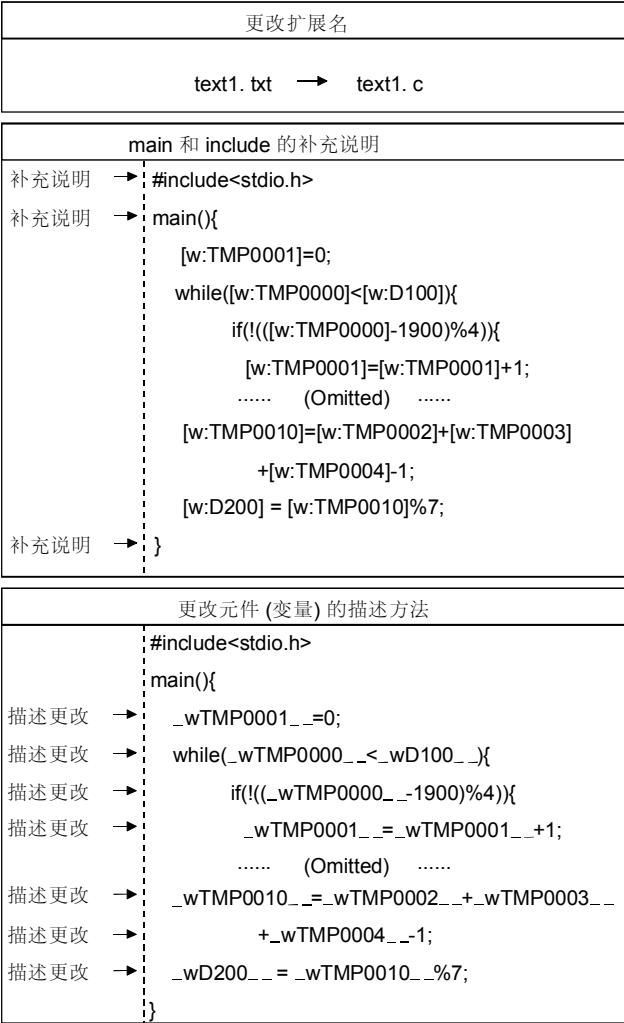 更改扩展名
text1. txt → text1. c
main 和 include 的补充说明
补充说明 → #include<stdio.h>
补充说明 → main(){
[w:TMP0001]=0;
while([w:TMP0000]<[w:D100]){
if(!(([w:TMP0000]-1900)%4)){
[w:TMP0001]=[w:TMP0001]+1;
...... (Omitted) ......
[w:TMP0010]=[w:TMP0002]+[w:TMP0003]
+[w:TMP0004]-1;
[w:D200] = [w:TMP0010]%7;
补充说明 → }
更改元件 (变量) 的描述方法
#include<stdio.h>
main(){
描述更改 → _wTMP0001_ _=0;
描述更改 → while(_wTMP0000_ _<_wD100_ _){
描述更改 → if(!((_wTMP0000_ _-1900)%4)){
描述更改 → _wTMP0001_ _=_wTMP0001_ _+1;
...... (Omitted) ......
描述更改 → _wTMP0010_ _=_wTMP0002_ _+_wTMP0003_ _
描述更改 → +_wTMP0004_ _-1;
描述更改 → _wD200_ _ = _wTMP0010_ _%7;
}